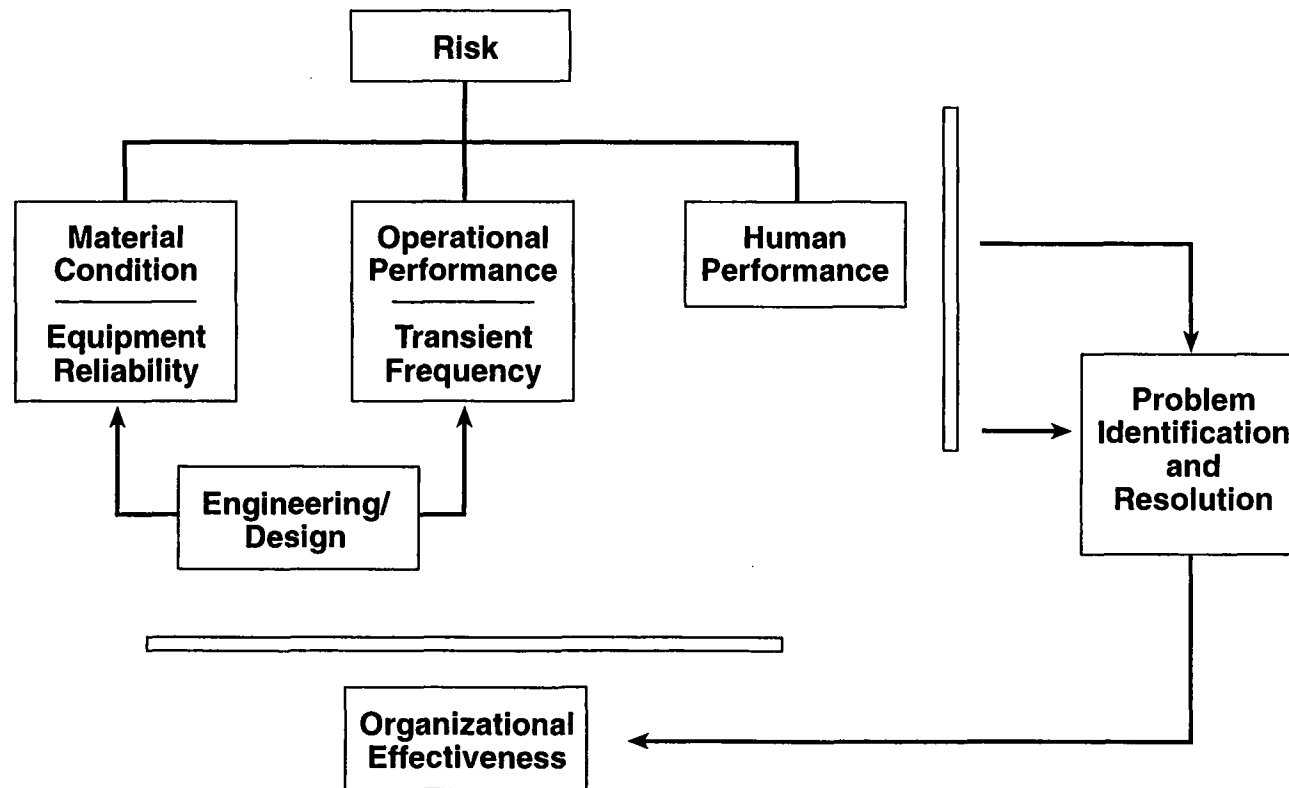 Risk
Material
Condition
Equipment
Reliability
Operational
Performance
Transient
Frequency
Human
Performance
Engineering/
Design
Problem
Identification
and
Resolution
Organizational
Effectiveness